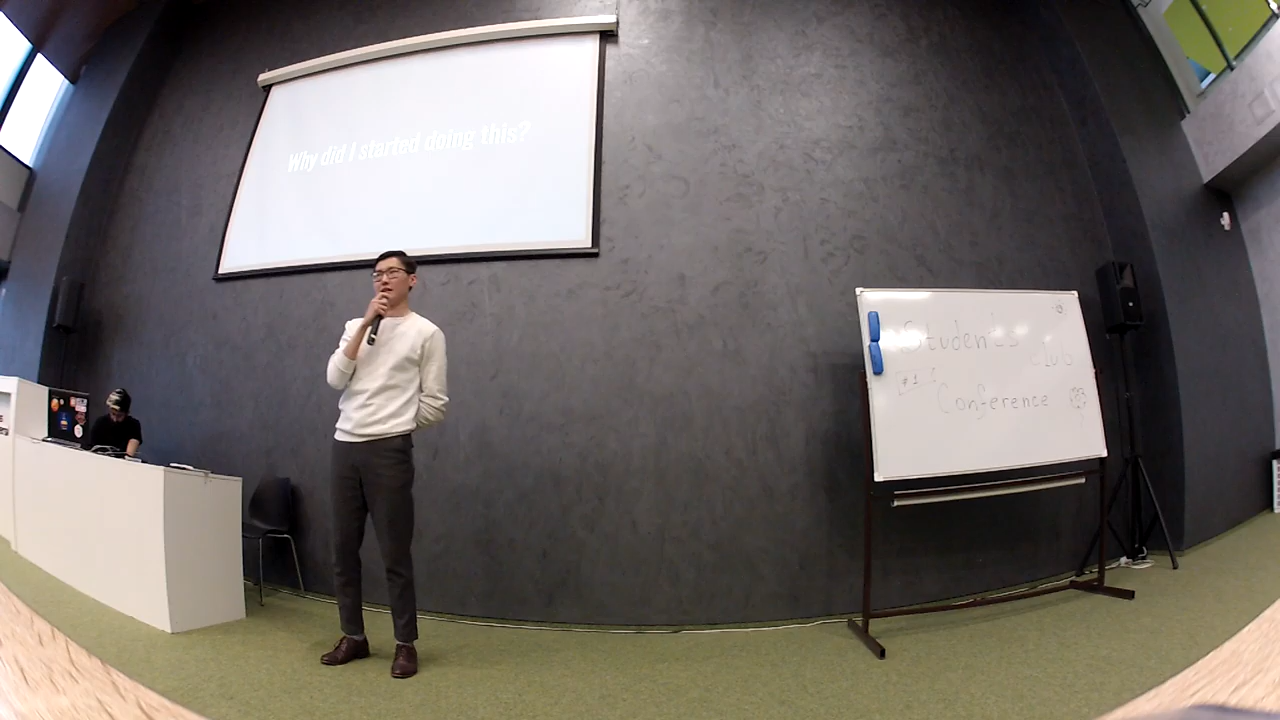 Why did I started doing this?
Students
club
#1
Conference